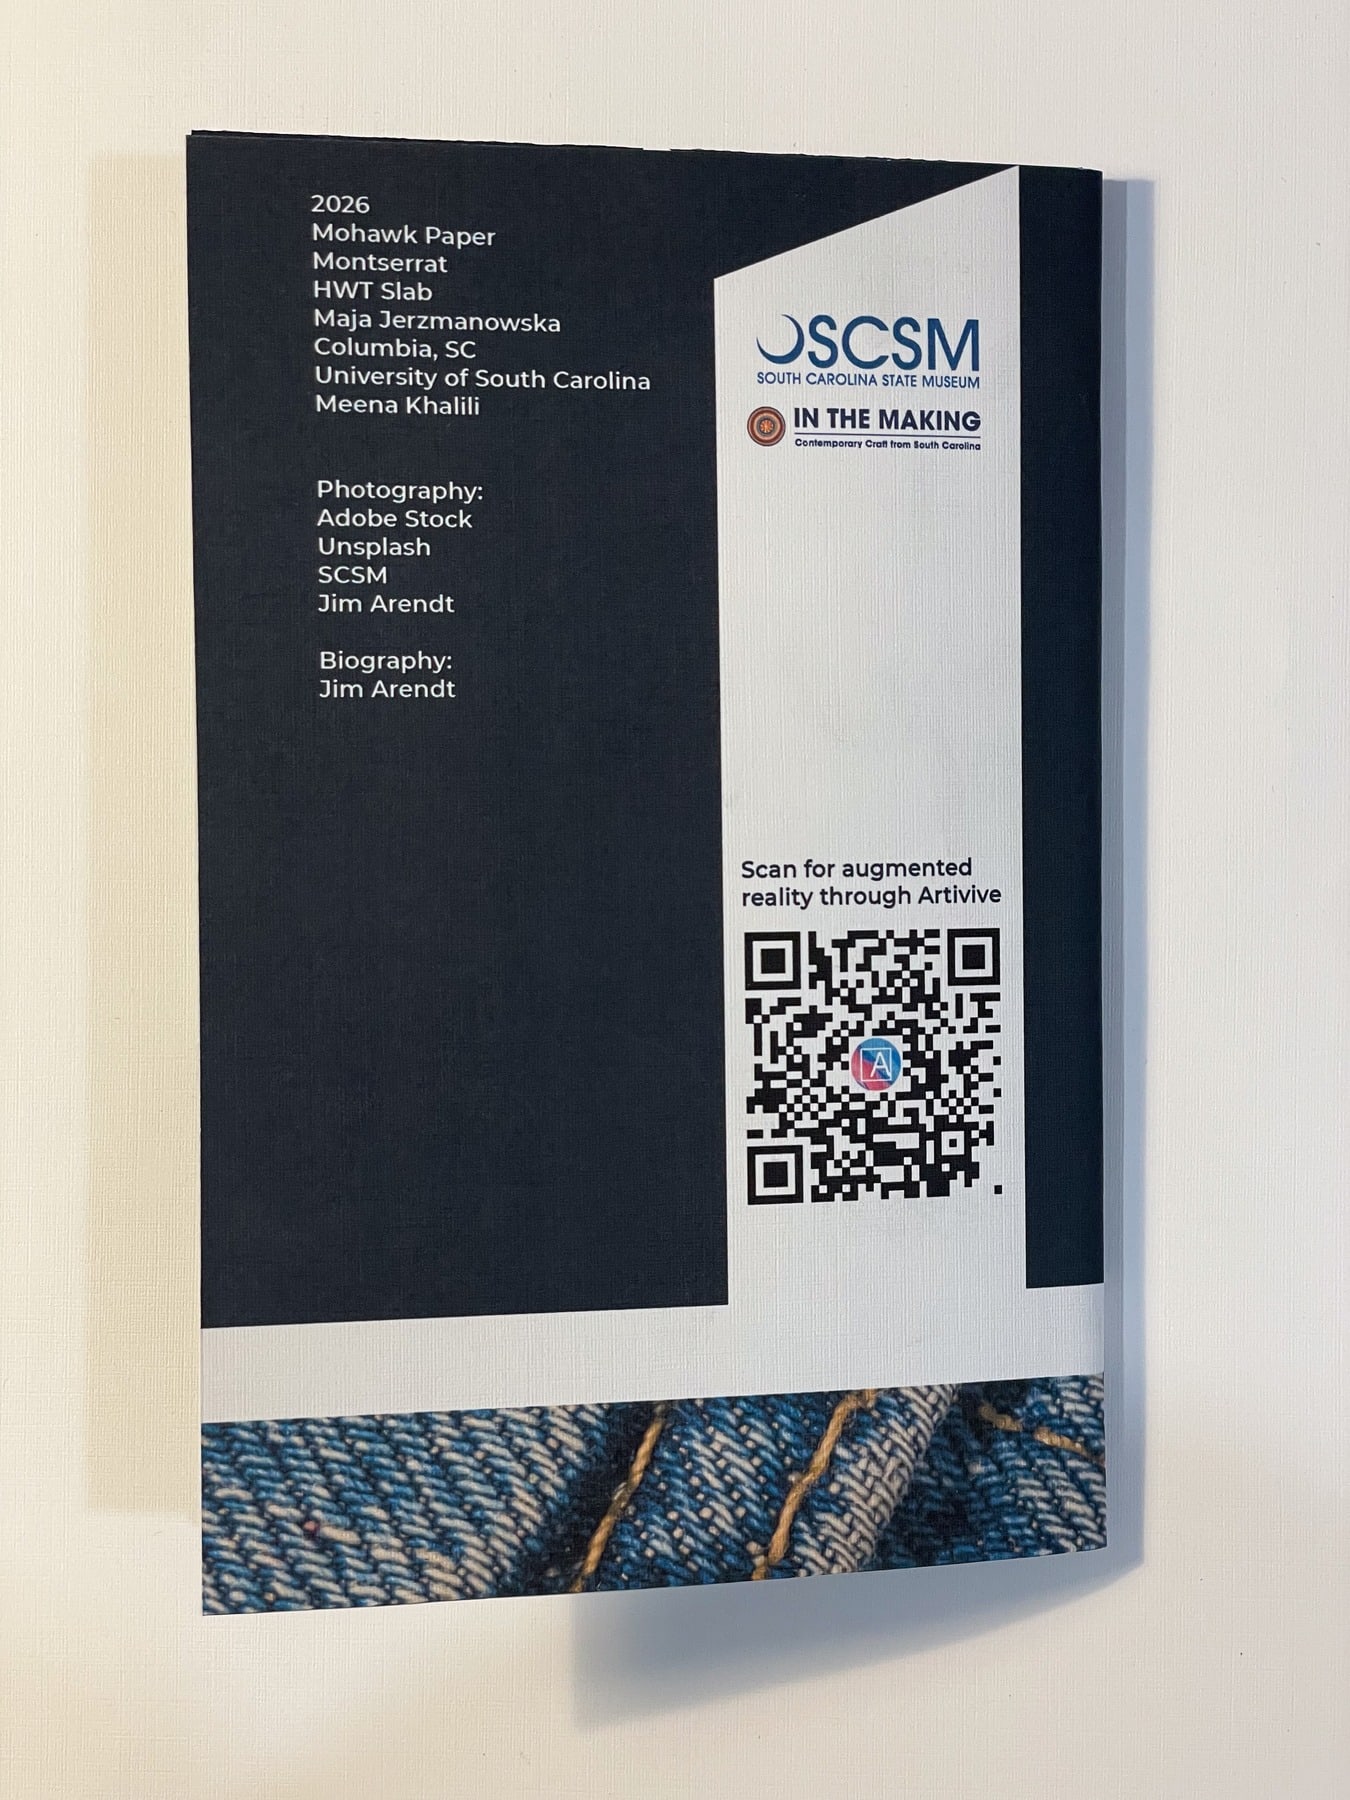 2026
Mohawk Paper
Montserrat
HWT Slab
Maja Jerzmanowska
Columbia, SC
University of South Carolina
Meena Khalili
Photography:
Adobe Stock
Unsplash
SCSM
Jim Arendt
Biography:
Jim Arendt
SCSM
SOUTH CAROLINA STATE MUSEUM
IN THE MAKING
Contemporary Craft from South Carolina
Scan for augmented
reality through Artivive
A